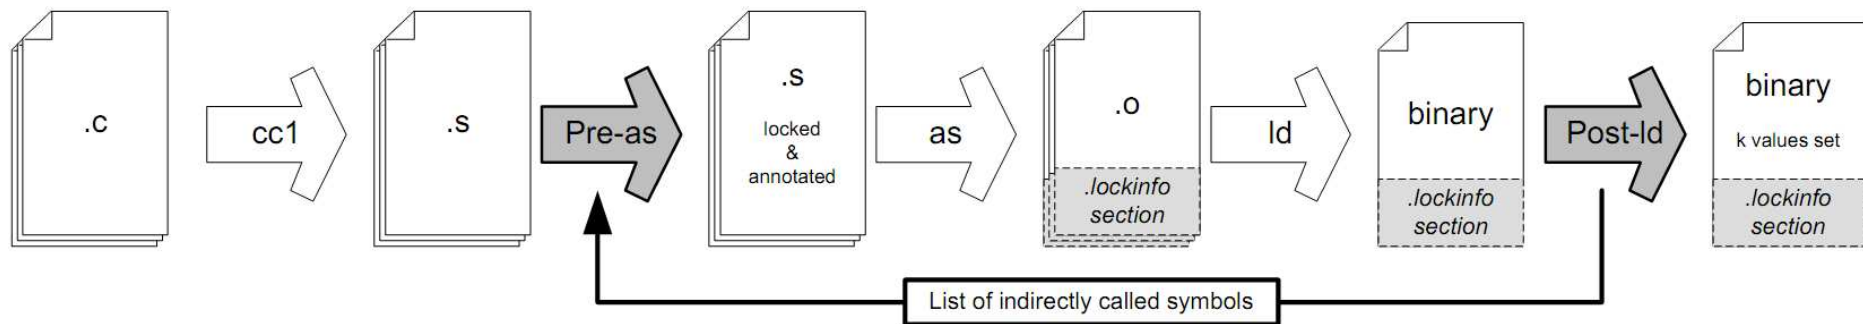 .c
cc1
.s
Pre-as
.s
locked
&
annotated
as
.o
.lockinfo
section
ld
binary
.lockinfo
section
Post-ld
binary
k values set
.lockinfo
section
List of indirectly called symbols